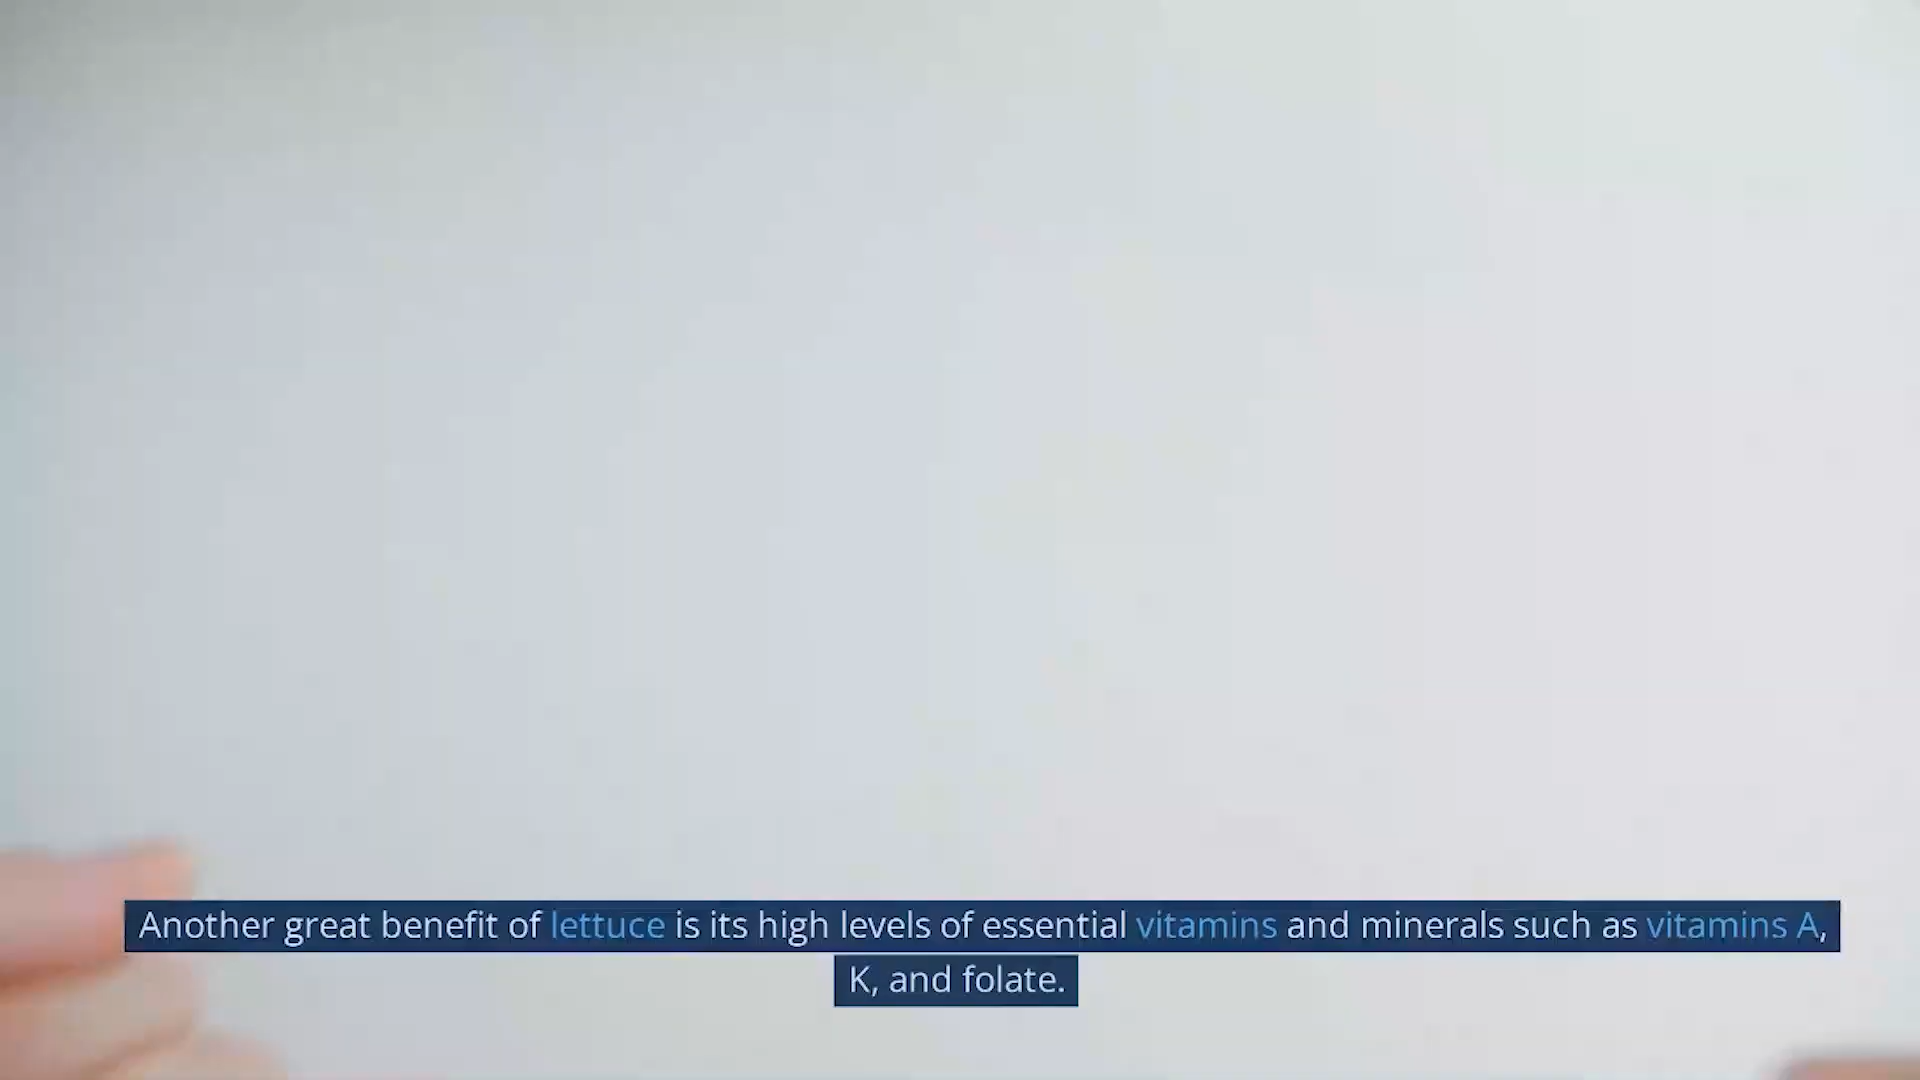 Another great benefit of lettuce is its high levels of essential vitamins and minerals such as vitamins A,
K, and folate.